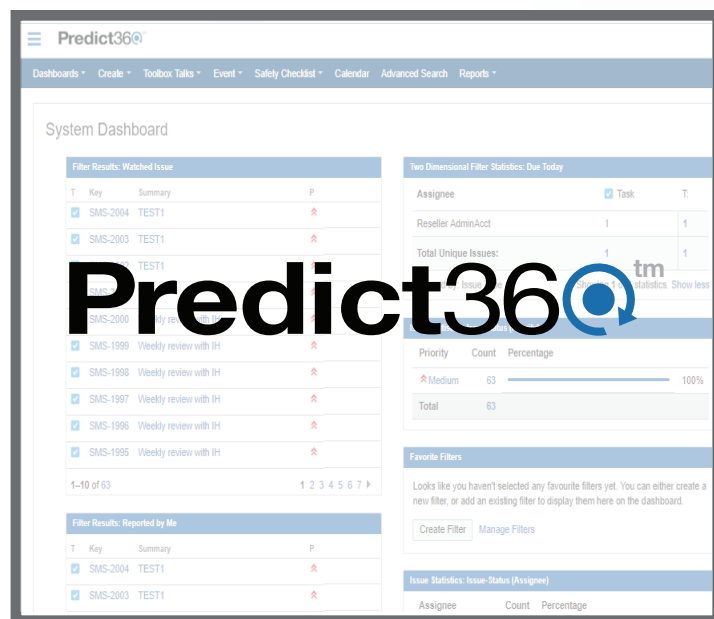 Predict360
Dashboards Create Toolbox Talks Event Safety Checklist Calendar Advanced Search Reports
System Dashboard
Filter Results: Watched Issue
T Key Summary P
SMS-2004 TEST1
SMS-2003 TEST1
TEST1
SMS-2000 Weekly review with IH
SMS-1999 Weekly review with IH
SMS-1998 Weekly review with IH
SMS-1997 Weekly review with IH
SMS-1996 Weekly review with IH
SMS-1995 Weekly review with IH
1–10 of 63 1 2 3 4 5 6 7
Filter Results: Reported by Me
T Key Summary P
SMS-2004 TEST1
SMS-2003 TEST1
Two Dimensional Filter Statistics: Due Today
Assignee Task T:
Reseller AdminAcct 1 1
Total Unique Issues: 1 1
statistics. Show less
Predict360 tm
Priority Count Percentage
Medium 63 100%
Total 63
Favorite Filters
Looks like you haven't selected any favourite filters yet. You can either create a
new filter, or add an existing filter to display them here on the dashboard.
Create Filter Manage Filters
Issue Statistics: Issue-Status (Assignee)
Assignee Count Percentage